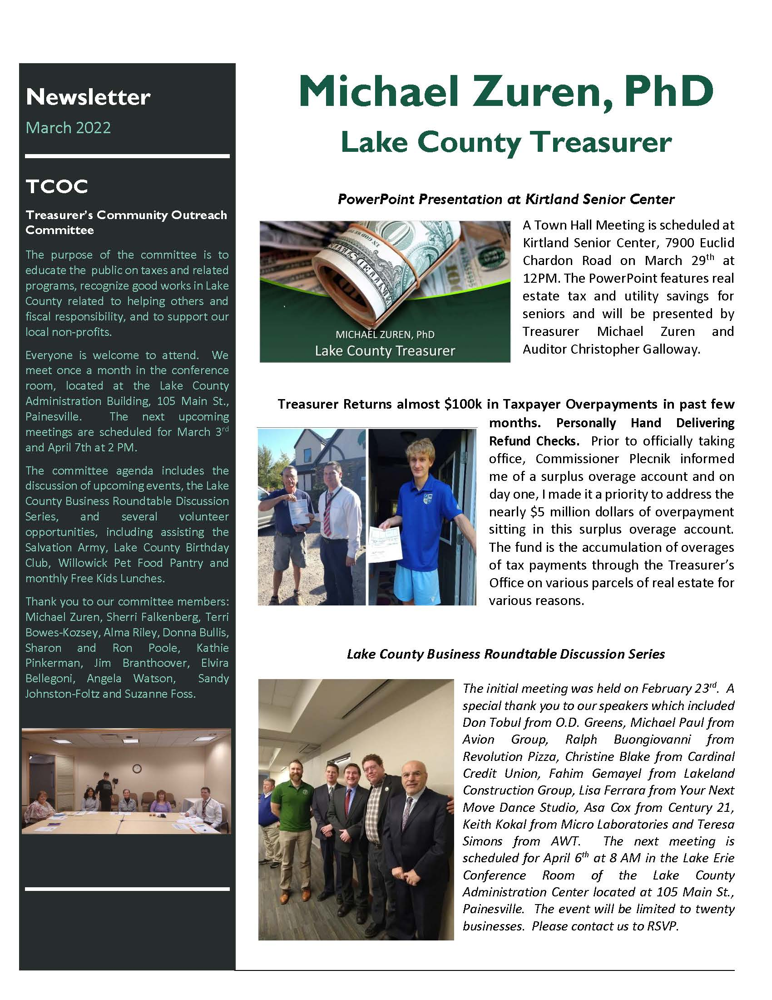 Newsletter
March 2022
TCOC
Treasurer's Community Outreach
Committee
The purpose of the committee is to
educate the public on taxes and related
programs, recognize good works in Lake
County related to helping others and
fiscal responsibility, and to support our
local non-profits.
Everyone is welcome to attend. We
meet once a month in the conference
room, located at the Lake County
Administration Building, 105 Main St.,
Painesville. The next upcoming
meetings are scheduled for March 3rd
and April 7th at 2 PM.
The committee agenda includes the
discussion of upcoming events, the Lake
County Business Roundtable Discussion
Series, and several volunteer
opportunities, including assisting the
Salvation Army, Lake County Birthday
Club, Willowick Pet Food Pantry and
monthly Free Kids Lunches.
Thank you to our committee members:
Michael Zuren, Sherri Falkenberg, Terri
Bowes-Kozsey, Alma Riley, Donna Bullis,
Sharon and Ron Poole, Kathie
Pinkerman, Jim Branthoover, Elvira
Bellegoni, Angela Watson, Sandy
Johnston-Foltz and Suzanne Foss.
Michael Zuren, PhD
Lake County Treasurer
PowerPoint Presentation at Kirtland Senior Center
MICHAEL ZUREN, PhD
Lake County Treasurer
A Town Hall Meeting is scheduled at
Kirtland Senior Center, 7900 Euclid
Chardon Road on March 29th at
12PM. The PowerPoint features real
estate tax and utility savings for
seniors and will be presented by
Treasurer Michael Zuren and
Auditor Christopher Galloway.
Treasurer Returns almost $100k in Taxpayer Overpayments in past few
months. Personally Hand Delivering
Refund Checks. Prior to officially taking
office, Commissioner Plecnik informed
me of a surplus overage account and on
day one, I made it a priority to address the
nearly $5 million dollars of overpayment
sitting in this surplus overage account.
The fund is the accumulation of overages
of tax payments through the Treasurer's
Office on various parcels of real estate for
various reasons.
Lake County Business Roundtable Discussion Series
The initial meeting was held on February 23rd. A
special thank you to our speakers which included
Don Tobul from O.D. Greens, Michael Paul from
Avion Group, Ralph Buongiovanni from
Revolution Pizza, Christine Blake from Cardinal
Credit Union, Fahim Gemayel from Lakeland
Construction Group, Lisa Ferrara from Your Next
Move Dance Studio, Asa Cox from Century 21,
Keith Kokal from Micro Laboratories and Teresa
Simons from AWT. The next meeting is
scheduled for April 6th at 8 AM in the Lake Erie
Conference Room of the Lake County
Administration Center located at 105 Main St.,
Painesville. The event will be limited to twenty
businesses. Please contact us to RSVP.